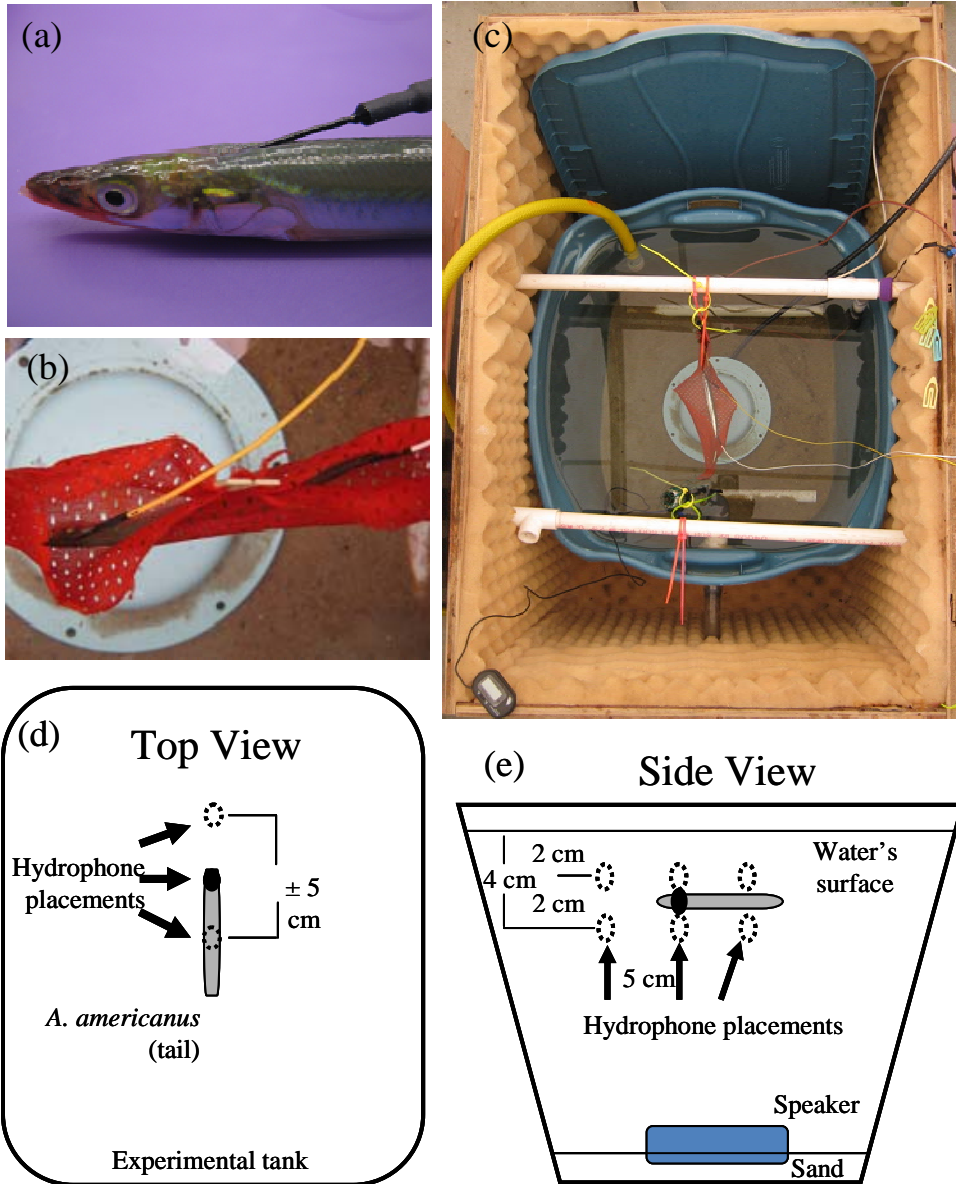 (a)
(b)
(c)
(d)
Top View
Hydrophone
placements
± 5
cm
A. americanus
(tail)
Experimental tank
(e)
Side View
2 cm
4 cm
2 cm
Water's
surface
5 cm
Hydrophone placements
Speaker
Sand